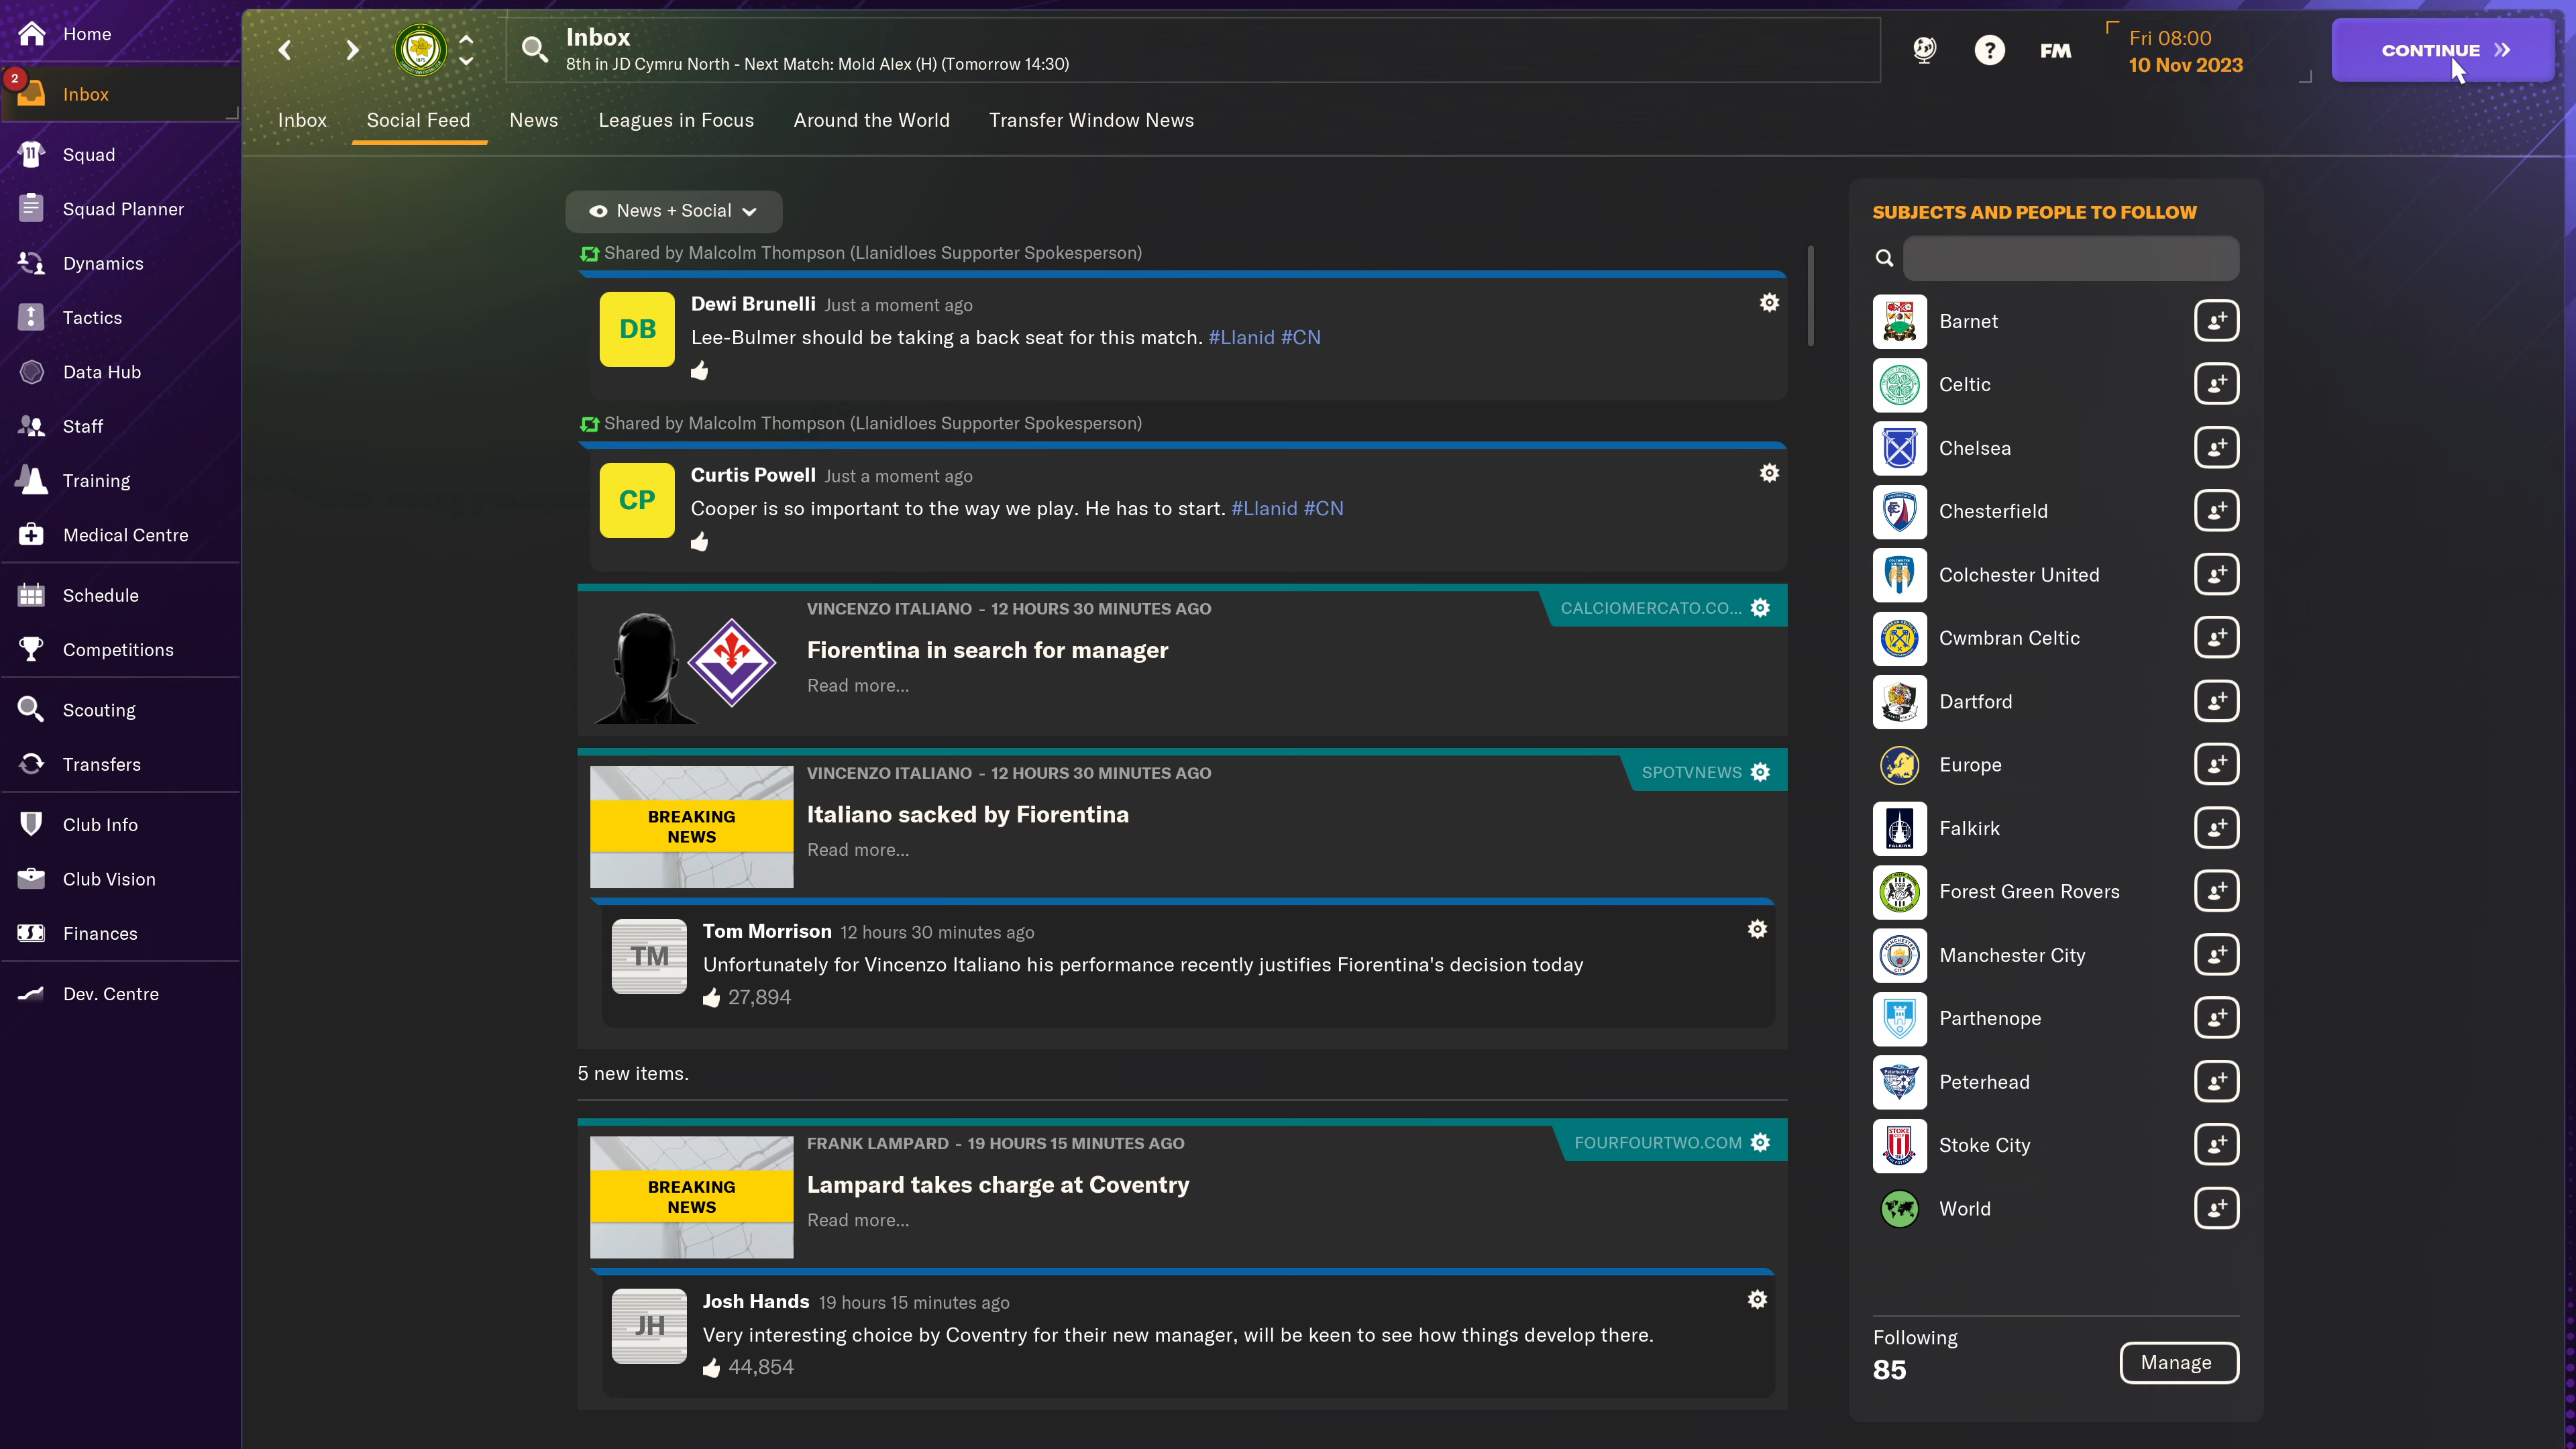 Home
2
Inbox
Squad
Squad Planner
Dynamics
Tactics
Data Hub
Staff
Training
Medical Centre
Schedule
Competitions
Scouting
Transfers
Club Info
Club Vision
Finances
Dev. Centre
Inbox
8th in JD Cymru North - Next Match: Mold Alex (H) (Tomorrow 14:30)
?
FM
Fri 08:00
10 Nov 2023
CONTINUE
Inbox
Social Feed
News
Leagues in Focus
Around the World
Transfer Window News
News + Social
Shared by Malcolm Thompson (Llanidloes Supporter Spokesperson)
DB
Dewi Brunelli Just a moment ago
Lee-Bulmer should be taking a back seat for this match. #Llanid #CN
Shared by Malcolm Thompson (Llanidloes Supporter Spokesperson)
CP
Curtis Powell Just a moment ago
Cooper is so important to the way we play. He has to start. #Llanid #CN
VINCENZO ITALIANO - 12 HOURS 30 MINUTES AGO
CALCIOMERCATO.CO...
Fiorentina in search for manager
Read more...
VINCENZO ITALIANO - 12 HOURS 30 MINUTES AGO
SPOTVNEWS
BREAKING
NEWS
Italiano sacked by Fiorentina
Read more...
TM
Tom Morrison 12 hours 30 minutes ago
Unfortunately for Vincenzo Italiano his performance recently justifies Fiorentina's decision today
27,894
5 new items.
FRANK LAMPARD - 19 HOURS 15 MINUTES AGO
FOURFOURTWO.COM
BREAKING
NEWS
Lampard takes charge at Coventry
Read more...
JH
Josh Hands 19 hours 15 minutes ago
Very interesting choice by Coventry for their new manager, will be keen to see how things develop there.
44,854
SUBJECTS AND PEOPLE TO FOLLOW
Barnet
Celtic
Chelsea
Chesterfield
Colchester United
Cwmbran Celtic
Dartford
Europe
Falkirk
FALKIRK
Forest Green Rovers
Manchester City
Parthenope
Peterhead
Stoke City
World
Following
85
Manage